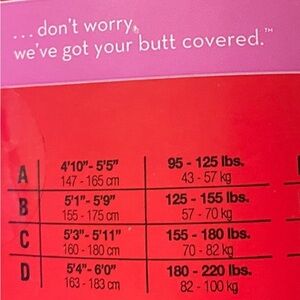 ... don't worry,
we've got your butt covered.™
A 4'10"- 5'5" 95 - 125 lbs.
147 - 165 cm 43 - 57 kg
B 5'1"- 5'9" 125 - 155 lbs.
155 - 175 cm 57 - 70 kg
C 5'3"- 5'11" 155 - 180 lbs.
160 - 180 cm 70 - 82 kg
D 5'4"- 6'0" 180 - 220 lbs.
163 - 183 cm 82 - 100 kg